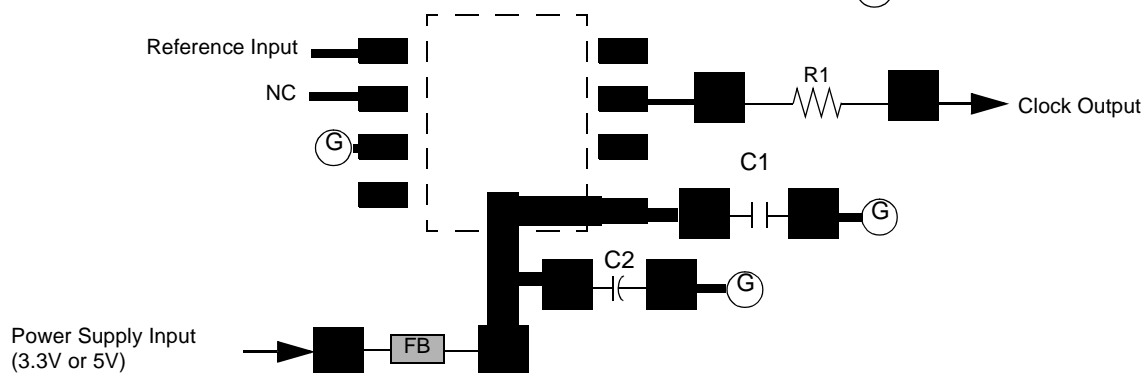 Reference Input
R1
NC
Clock Output
G
C1
G
C2
G
Power Supply Input
(3.3V or 5V)
FB